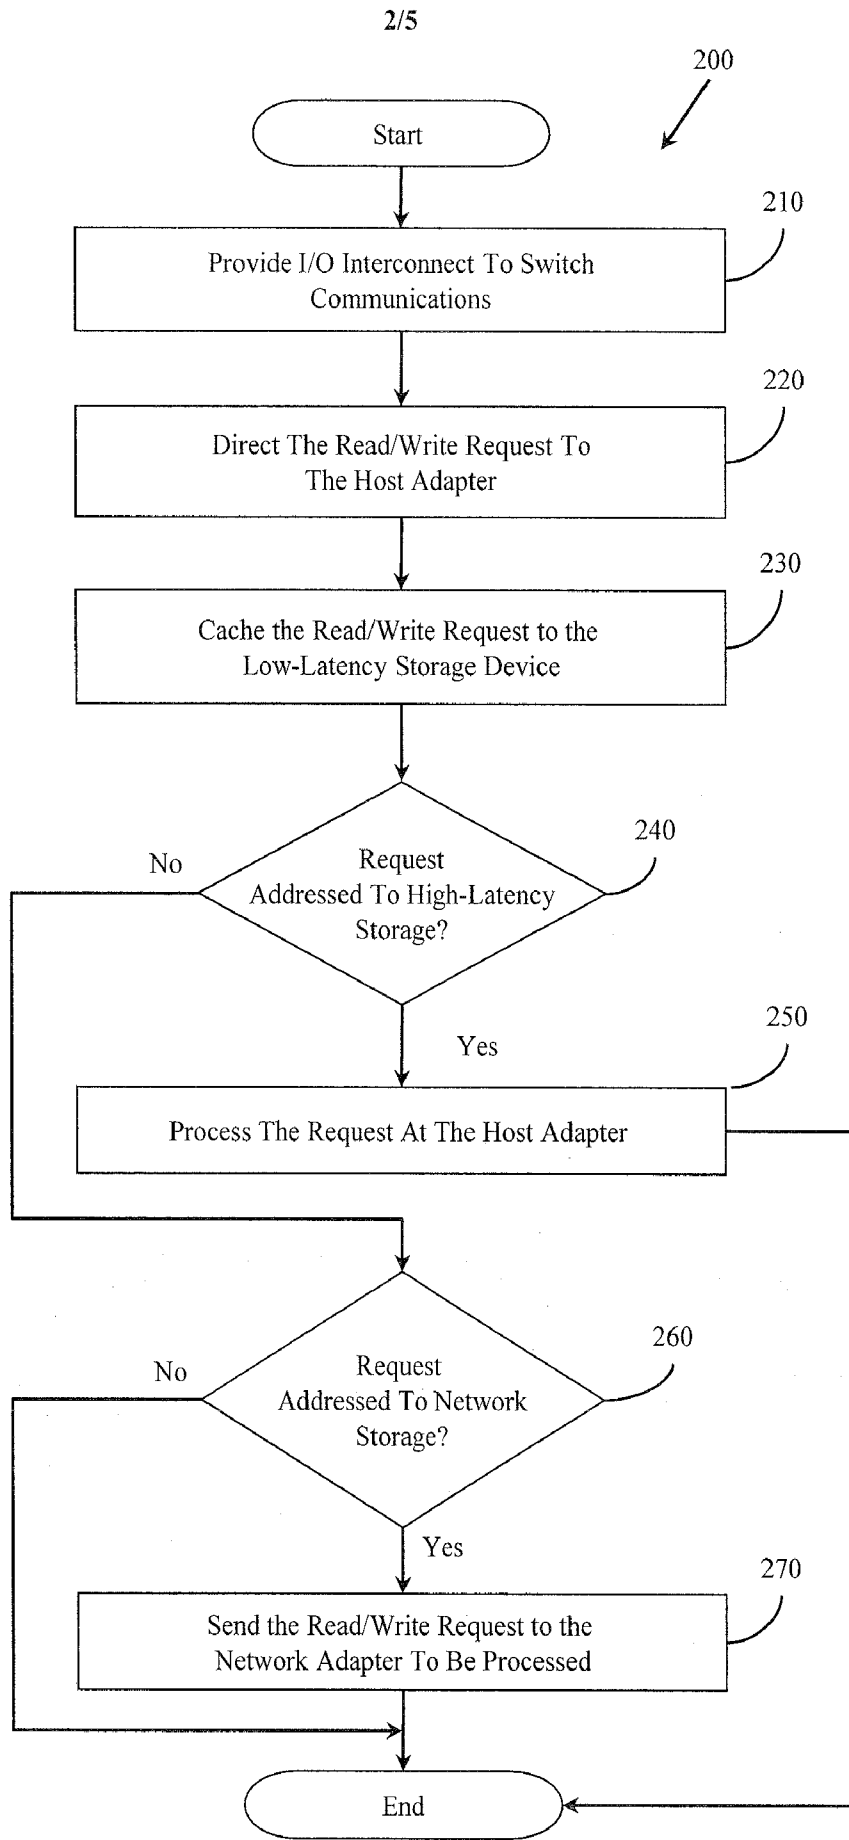 2/5
200
Start
210
Provide I/O Interconnect To Switch
Communications
220
Direct The Read/Write Request To
The Host Adapter
230
Cache the Read/Write Request to the
Low-Latency Storage Device
240
No
Request
Addressed To High-Latency
Storage?
250
Yes
Process The Request At The Host Adapter
260
No
Request
Addressed To Network
Storage?
Yes
270
Send the Read/Write Request to the
Network Adapter To Be Processed
End